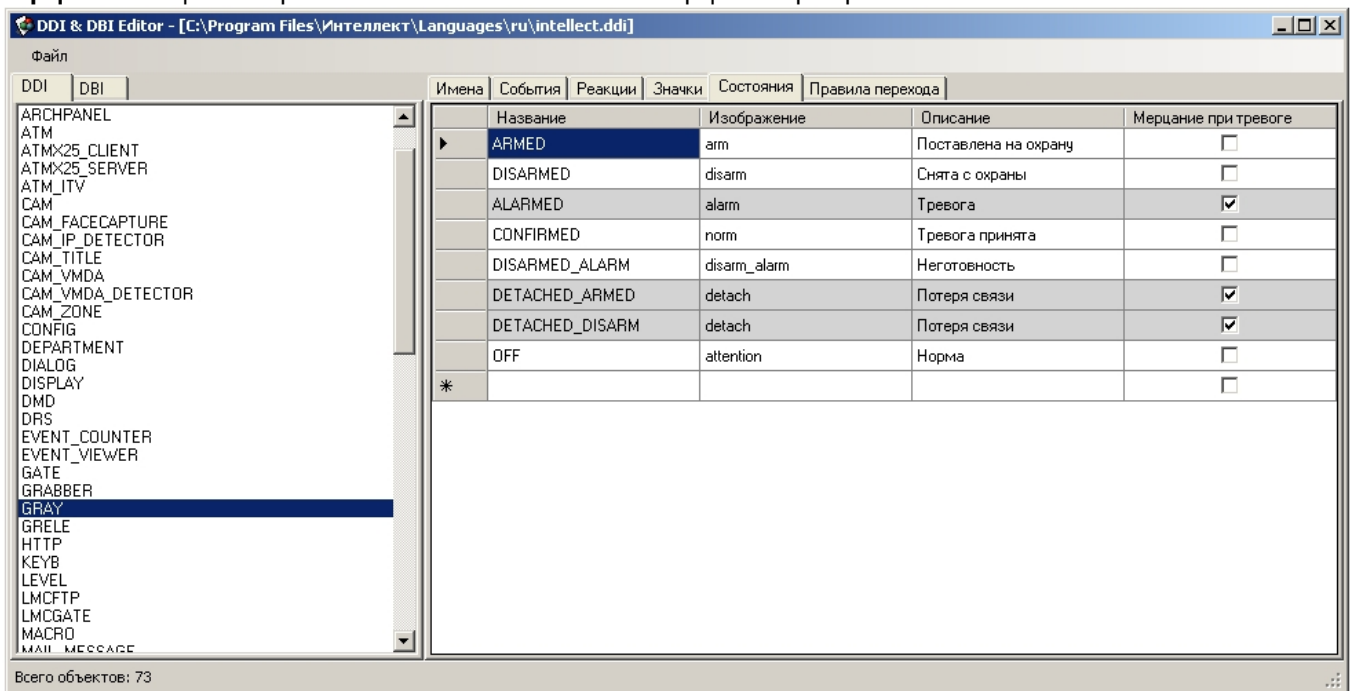 DDI & DBI Editor - [C:\Program Files\Интеллект\Languages\ru\intellect.ddi]
Файл
DDI DBI
Имена События Реакции Значки Состояния Правила перехода
ARCHPANEL
ATM
ATMX25_CLIENT
ATMX25_SERVER
ATM_ITV
CAM
CAM_FACECAPTURE
CAM_IP_DETECTOR
CAM_TITLE
CAM_VMDA
CAM_VMDA_DETECTOR
CAM_ZONE
CONFIG
DEPARTMENT
DIALOG
DISPLAY
DMD
DRS
EVENT_COUNTER
EVENT_VIEWER
GATE
GRABBER
GRAY
GRELE
HTTP
KEYB
LEVEL
LMCFTP
LMCGATE
MACRO
MAIL_MESSAGE
Название Изображение Описание Мерцание при тревоге
ARMED arm Поставлена на охрану
DISARMED disarm Снята с охраны
ALARMED alarm Тревога
CONFIRMED norm Тревога принята
DISARMED_ALARM disarm_alarm Неготовность
DETACHED_ARMED detach Потеря связи
DETACHED_DISARM detach Потеря связи
OFF attention Норма
Всего объектов: 73